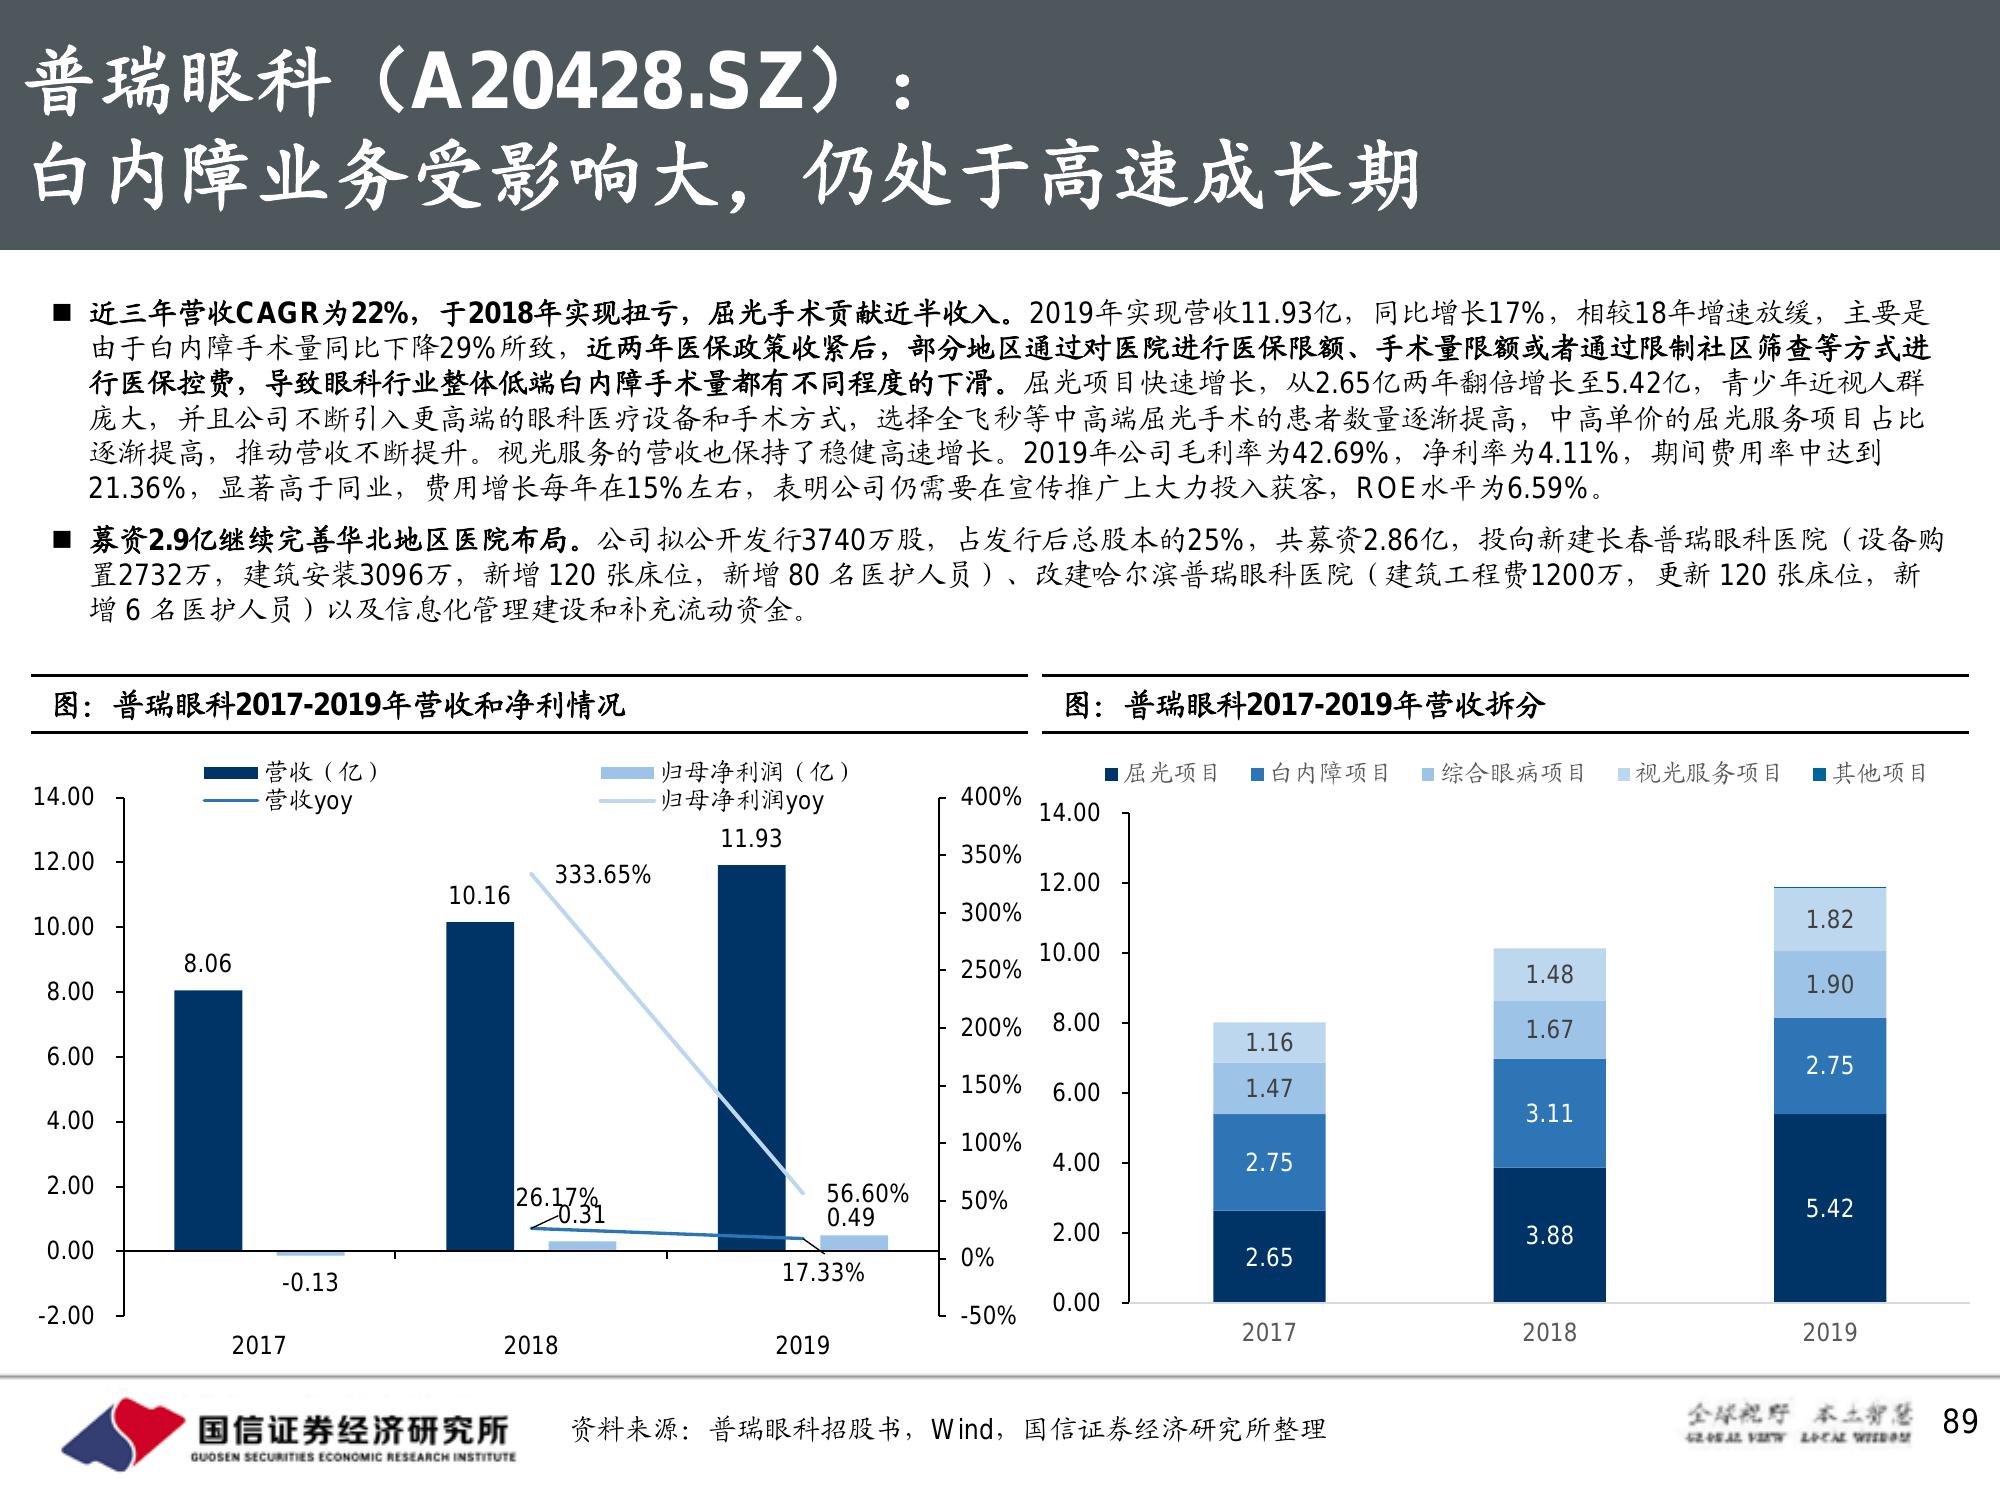 普瑞眼科（A20428.SZ）：
白内障业务受影响大，仍处于高速成长期
■ 近三年营收CAGR为22%，于2018年实现扭亏，屈光手术贡献近半收入。2019年实现营收11.93亿，同比增长17%，相较18年增速放缓，主要是
由于白内障手术量同比下降29%所致，近两年医保政策收紧后，部分地区通过对医院进行医保限额、手术量限额或者通过限制社区筛查等方式进
行医保控费，导致眼科行业整体低端白内障手术量都有不同程度的下滑。屈光项目快速增长，从2.65亿两年翻倍增长至5.42亿，青少年近视人群
庞大，并且公司不断引入更高端的眼科医疗设备和手术方式，选择全飞秒等中高端屈光手术的患者数量逐渐提高，中高单价的屈光服务项目占比
逐渐提高，推动营收不断提升。视光服务的营收也保持了稳健高速增长。2019年公司毛利率为42.69%，净利率为4.11%，期间费用率中达到
21.36%，显著高于同业，费用增长每年在15%左右，表明公司仍需要在宣传推广上大力投入获客，ROE水平为6.59%。
■ 募资2.9亿继续完善华北地区医院布局。公司拟公开发行3740万股，占发行后总股本的25%，共募资2.86亿，投向新建长春普瑞眼科医院（设备购
置2732万，建筑安装3096万，新增 120 张床位，新增 80 名医护人员）、改建哈尔滨普瑞眼科医院（建筑工程费1200万，更新 120 张床位，新
增 6 名医护人员）以及信息化管理建设和补充流动资金。
图：普瑞眼科2017-2019年营收和净利情况
营收（亿） 归母净利润（亿）
营收yoy 归母净利润yoy
14.00
12.00
10.00
8.00
6.00
4.00
2.00
0.00
-2.00
8.06
10.16
11.93
-0.13
0.31
0.49
333.65%
56.60%
26.17%
17.33%
400%
350%
300%
250%
200%
150%
100%
50%
0%
-50%
2017 2018 2019
图：普瑞眼科2017-2019年营收拆分
屈光项目 白内障项目 综合眼病项目 视光服务项目 其他项目
14.00
12.00
10.00
8.00
6.00
4.00
2.00
0.00
1.16
1.47
2.75
2.65
1.48
1.67
3.11
3.88
1.82
1.90
2.75
5.42
2017 2018 2019
国信证券经济研究所
GUOSEN SECURITIES ECONOMIC RESEARCH INSTITUTE
资料来源：普瑞眼科招股书，Wind，国信证券经济研究所整理
全球视野 本土智慧
GLOBAL VIEW LOCAL WISDOM
89